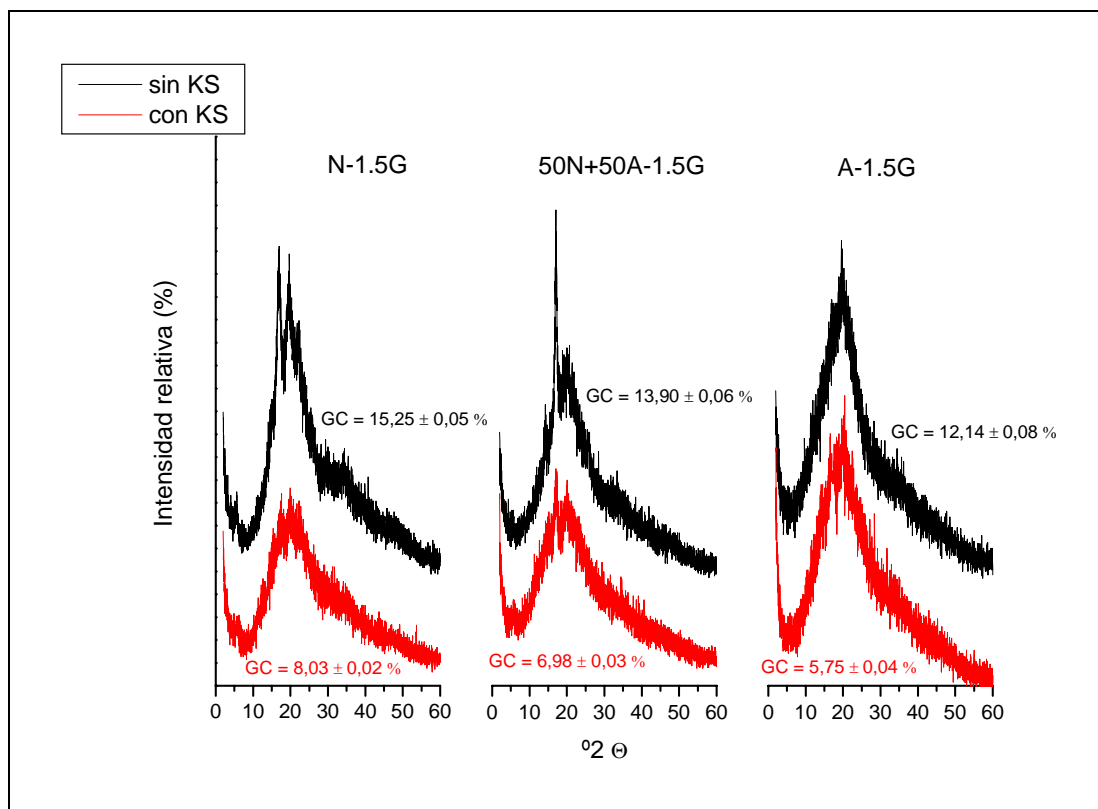 sin KS
con KS
N-1.5G
50N+50A-1.5G
A-1.5G
Intensidad relativa (%)
GC = 15,25 ± 0,05 %
GC = 13,90 ± 0,06 %
GC = 12,14 ± 0,08 %
GC = 8,03 ± 0,02 %
GC = 6,98 ± 0,03 %
GC = 5,75 ± 0,04 %
0 10 20 30 40 50 60
0 10 20 30 40 50 60
0 10 20 30 40 50 60
º2 Θ